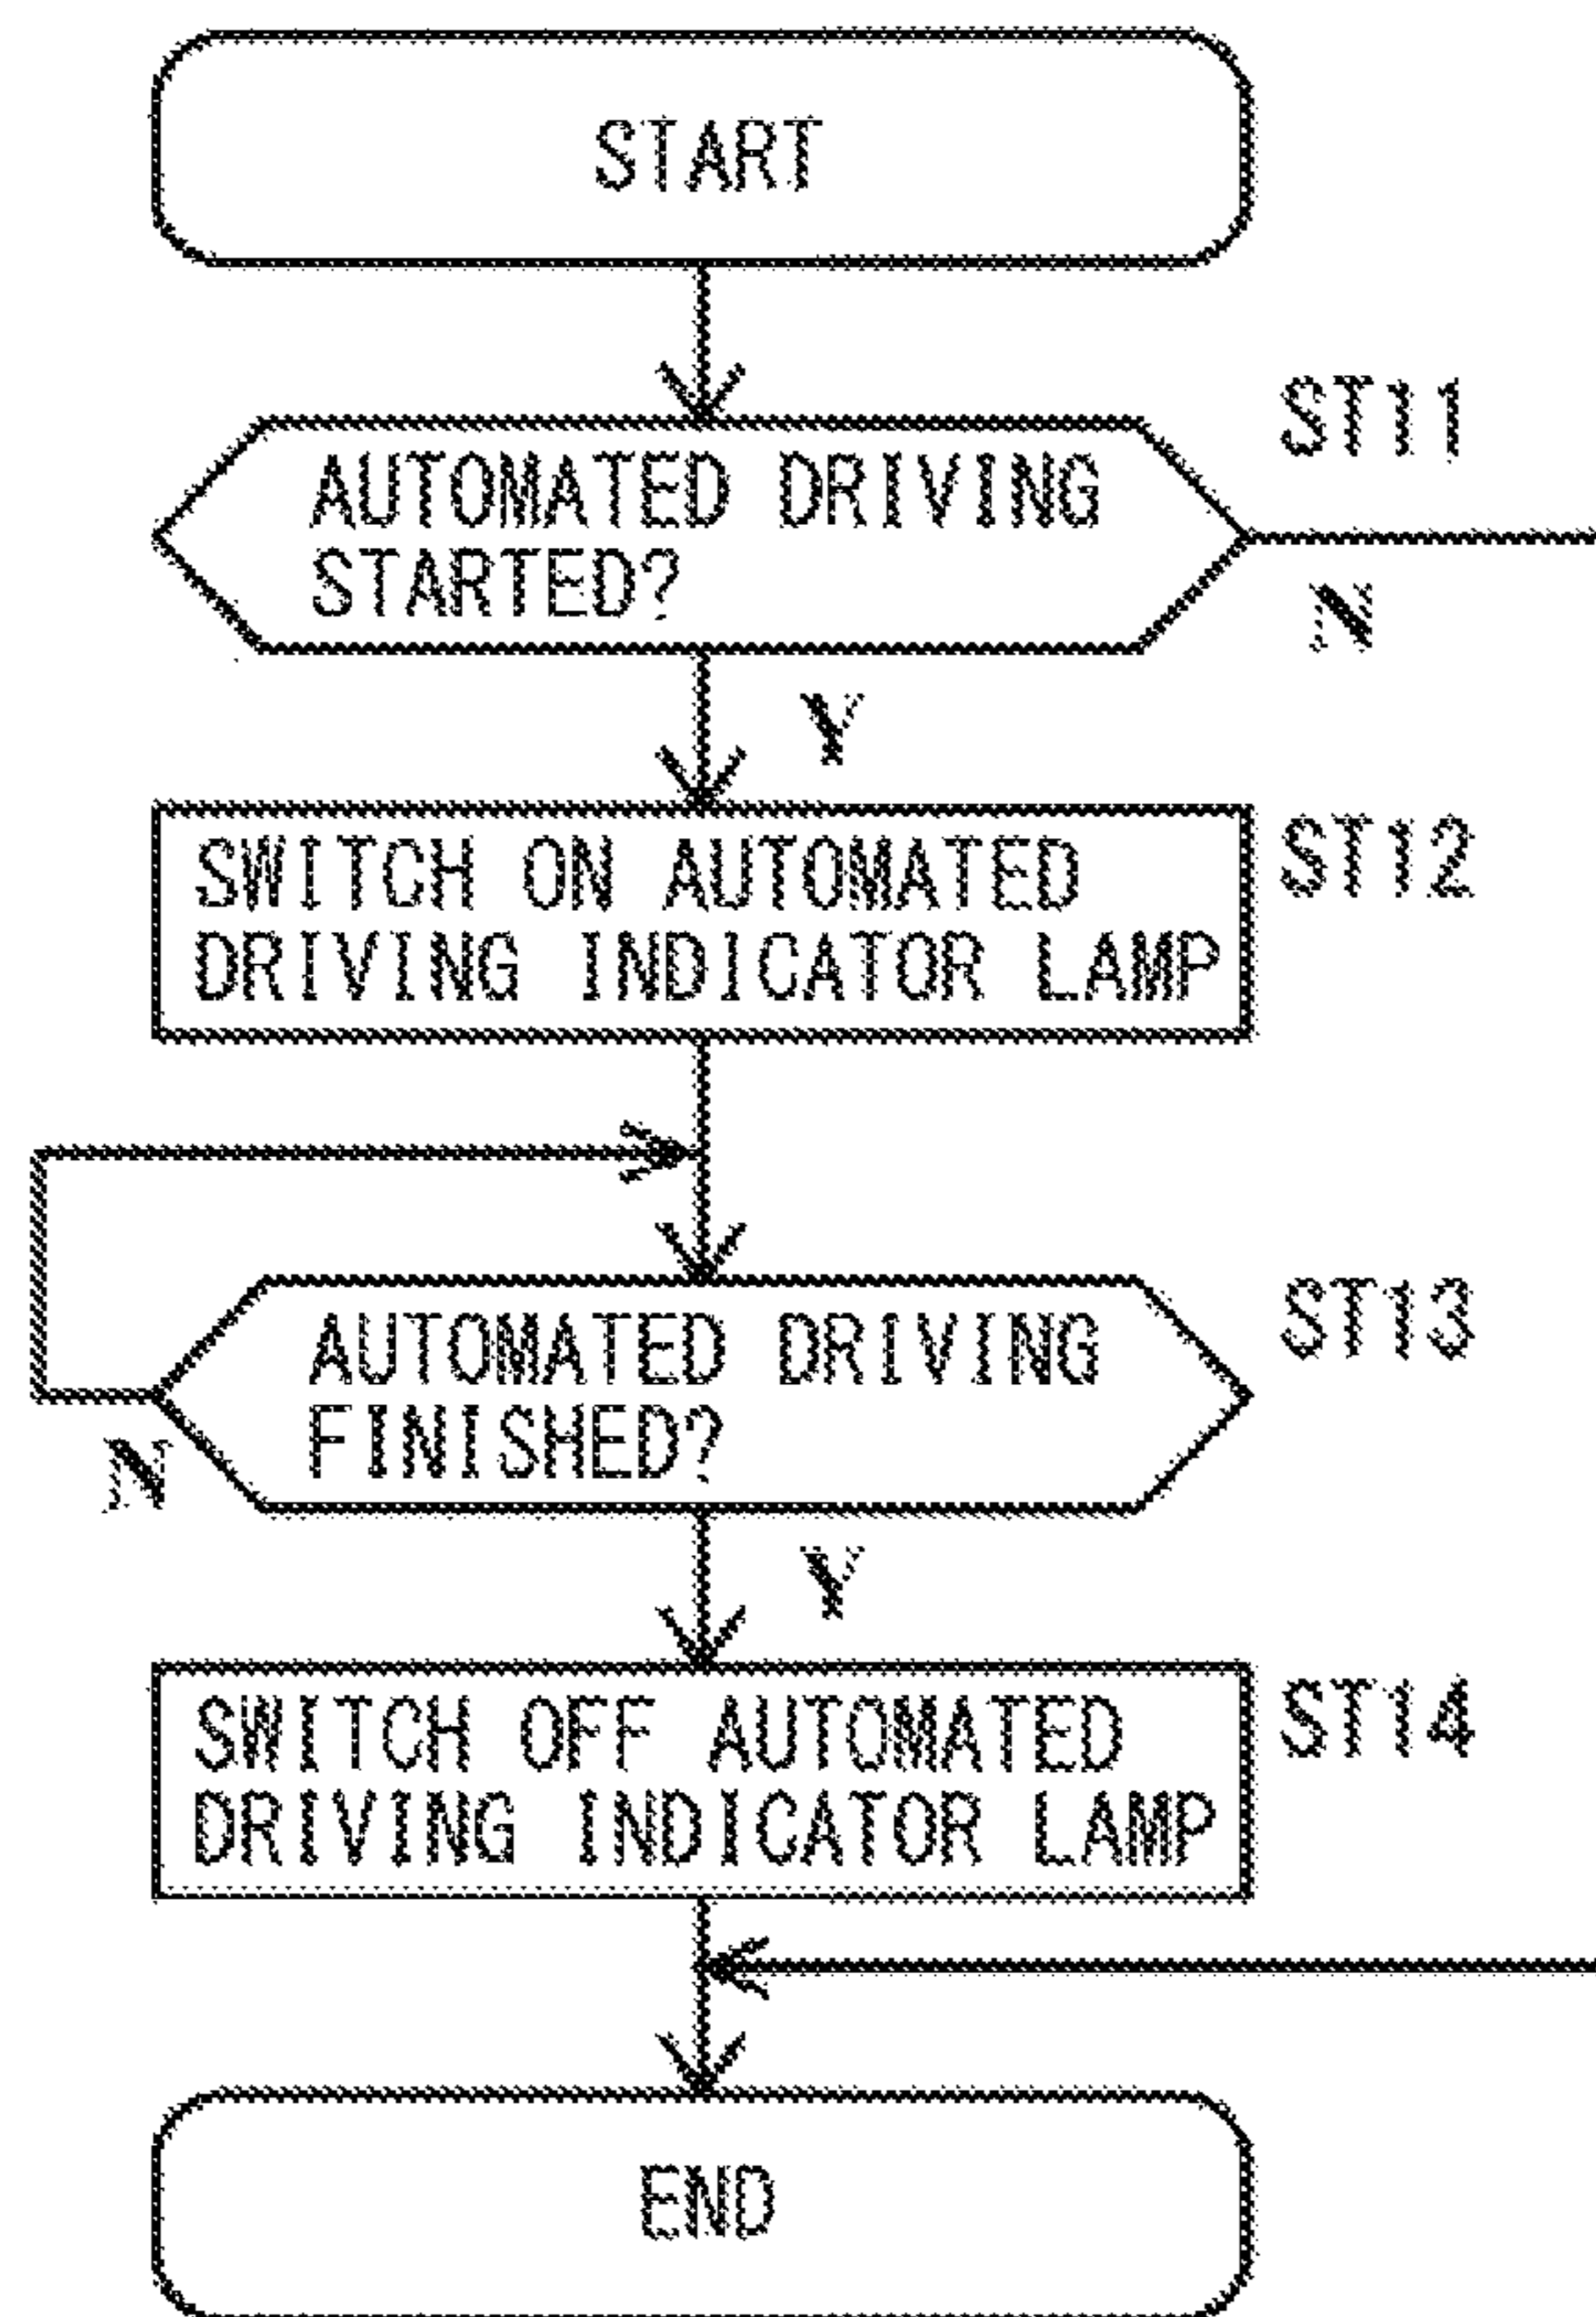 START
ST11
AUTOMATED DRIVING
STARTED?
N
Y
SWITCH ON AUTOMATED
DRIVING INDICATOR LAMP
ST12
AUTOMATED DRIVING
FINISHED?
ST13
N
Y
SWITCH OFF AUTOMATED
DRIVING INDICATOR LAMP
ST14
END